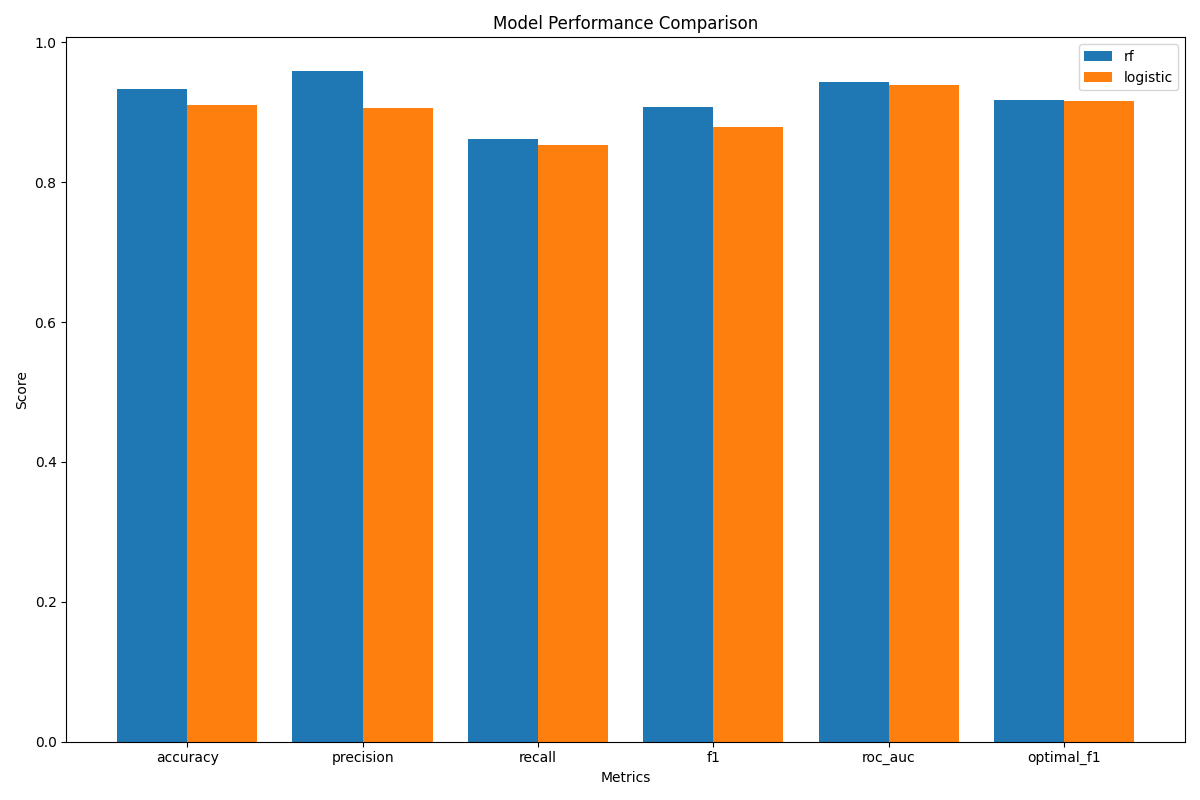 Model Performance Comparison
rf
logistic
Score
1.0
0.8
0.6
0.4
0.2
0.0
accuracy
precision
recall
f1
roc_auc
optimal_f1
Metrics